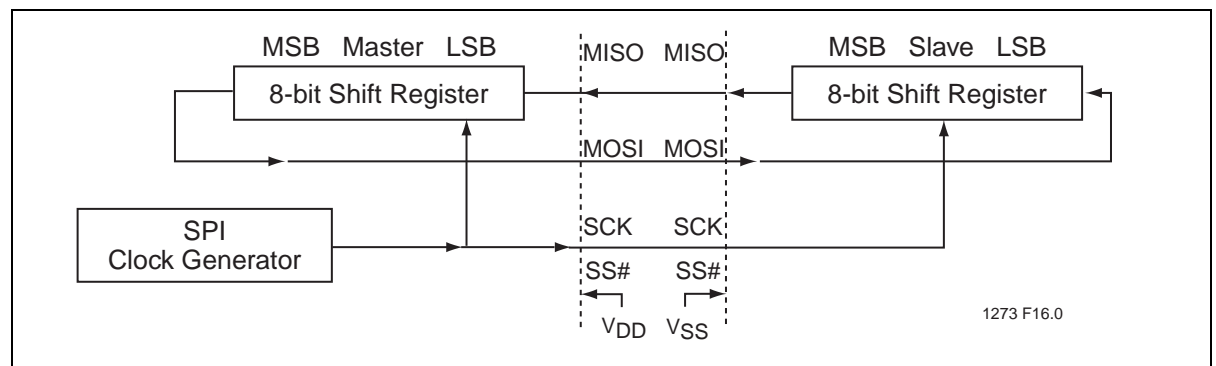 MSB Master LSB
MISO MISO
MSB Slave LSB
8-bit Shift Register
8-bit Shift Register
MOSI MOSI
SPI
Clock Generator
SCK SCK
SS# SS#
VDD VSS
1273 F16.0